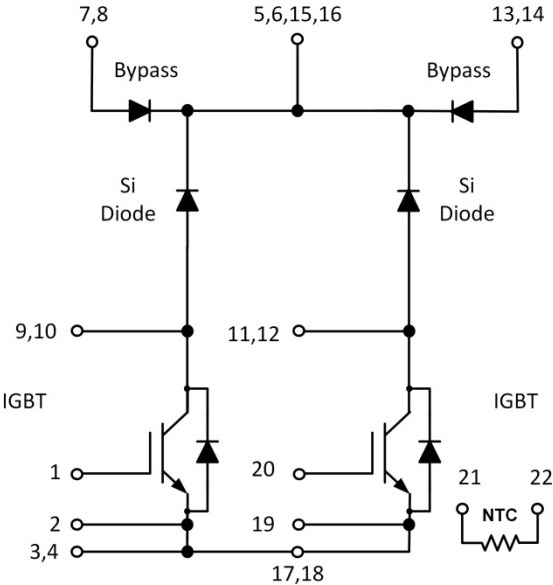 7,8
5,6,15,16
13,14
Bypass
Bypass
Si
Diode
Si
Diode
9,10
11,12
IGBT
IGBT
1
20
21
22
NTC
2
19
3,4
17,18